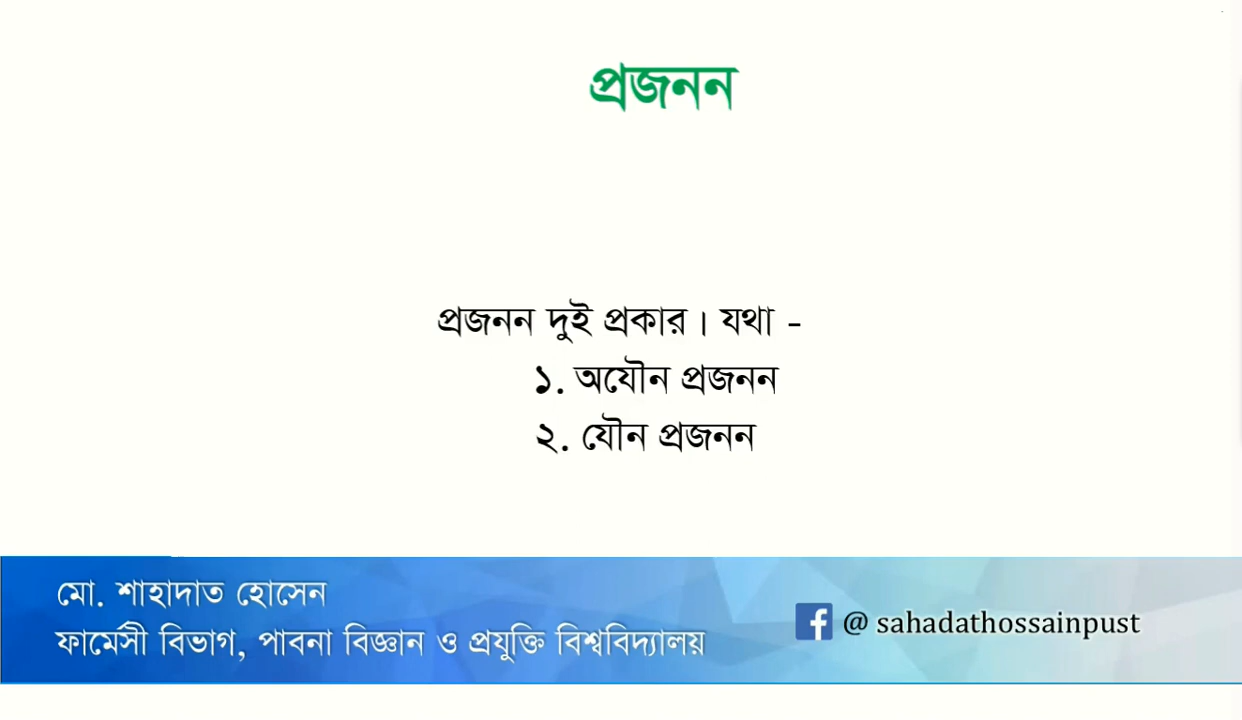 প্রজনন
প্রজনন দুই প্রকার। যথা -
১. অযৌন প্রজনন
২. যৌন প্রজনন
মো. শাহাদাত হোসেন
ফার্মেসী বিভাগ, পাবনা বিজ্ঞান ও প্রযুক্তি বিশ্ববিদ্যালয়
@ sahadathossainpust